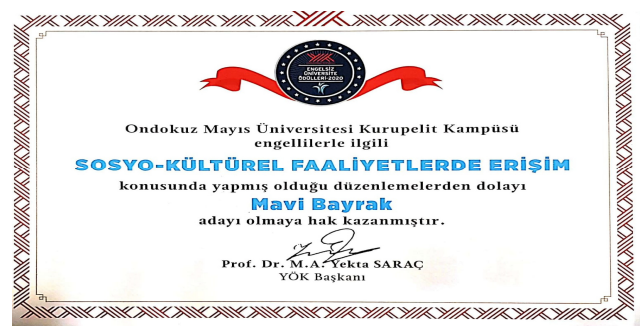 ENGELSİZ
ÜNİVERSİTE
ÖDÜLLERİ-2020
Ondokuz Mayıs Üniversitesi Kurupelit Kampüsü
engellilerle ilgili
SOSYO-KÜLTÜREL FAALİYETLERDE ERİŞİM
konusunda yapmış olduğu düzenlemelerden dolayı
Mavi Bayrak
adayı olmaya hak kazanmıştır.
Prof. Dr. M.A. Yekta SARAÇ
YÖK Başkanı